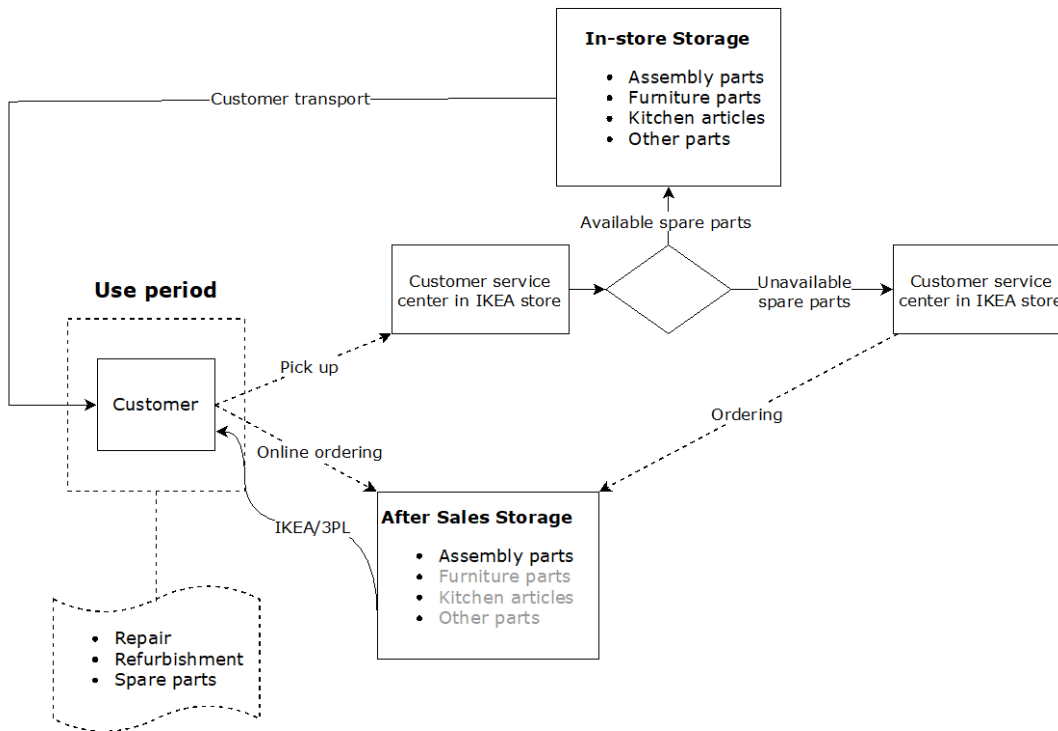 In-store Storage
• Assembly parts
• Furniture parts
• Kitchen articles
• Other parts
Customer transport
Available spare parts
Customer service
center in IKEA store
Unavailable
spare parts
Customer service
center in IKEA store
Use period
Customer
Pick up
Online ordering
Ordering
IKEA/3PL
After Sales Storage
• Assembly parts
• Furniture parts
• Kitchen articles
• Other parts
• Repair
• Refurbishment
• Spare parts